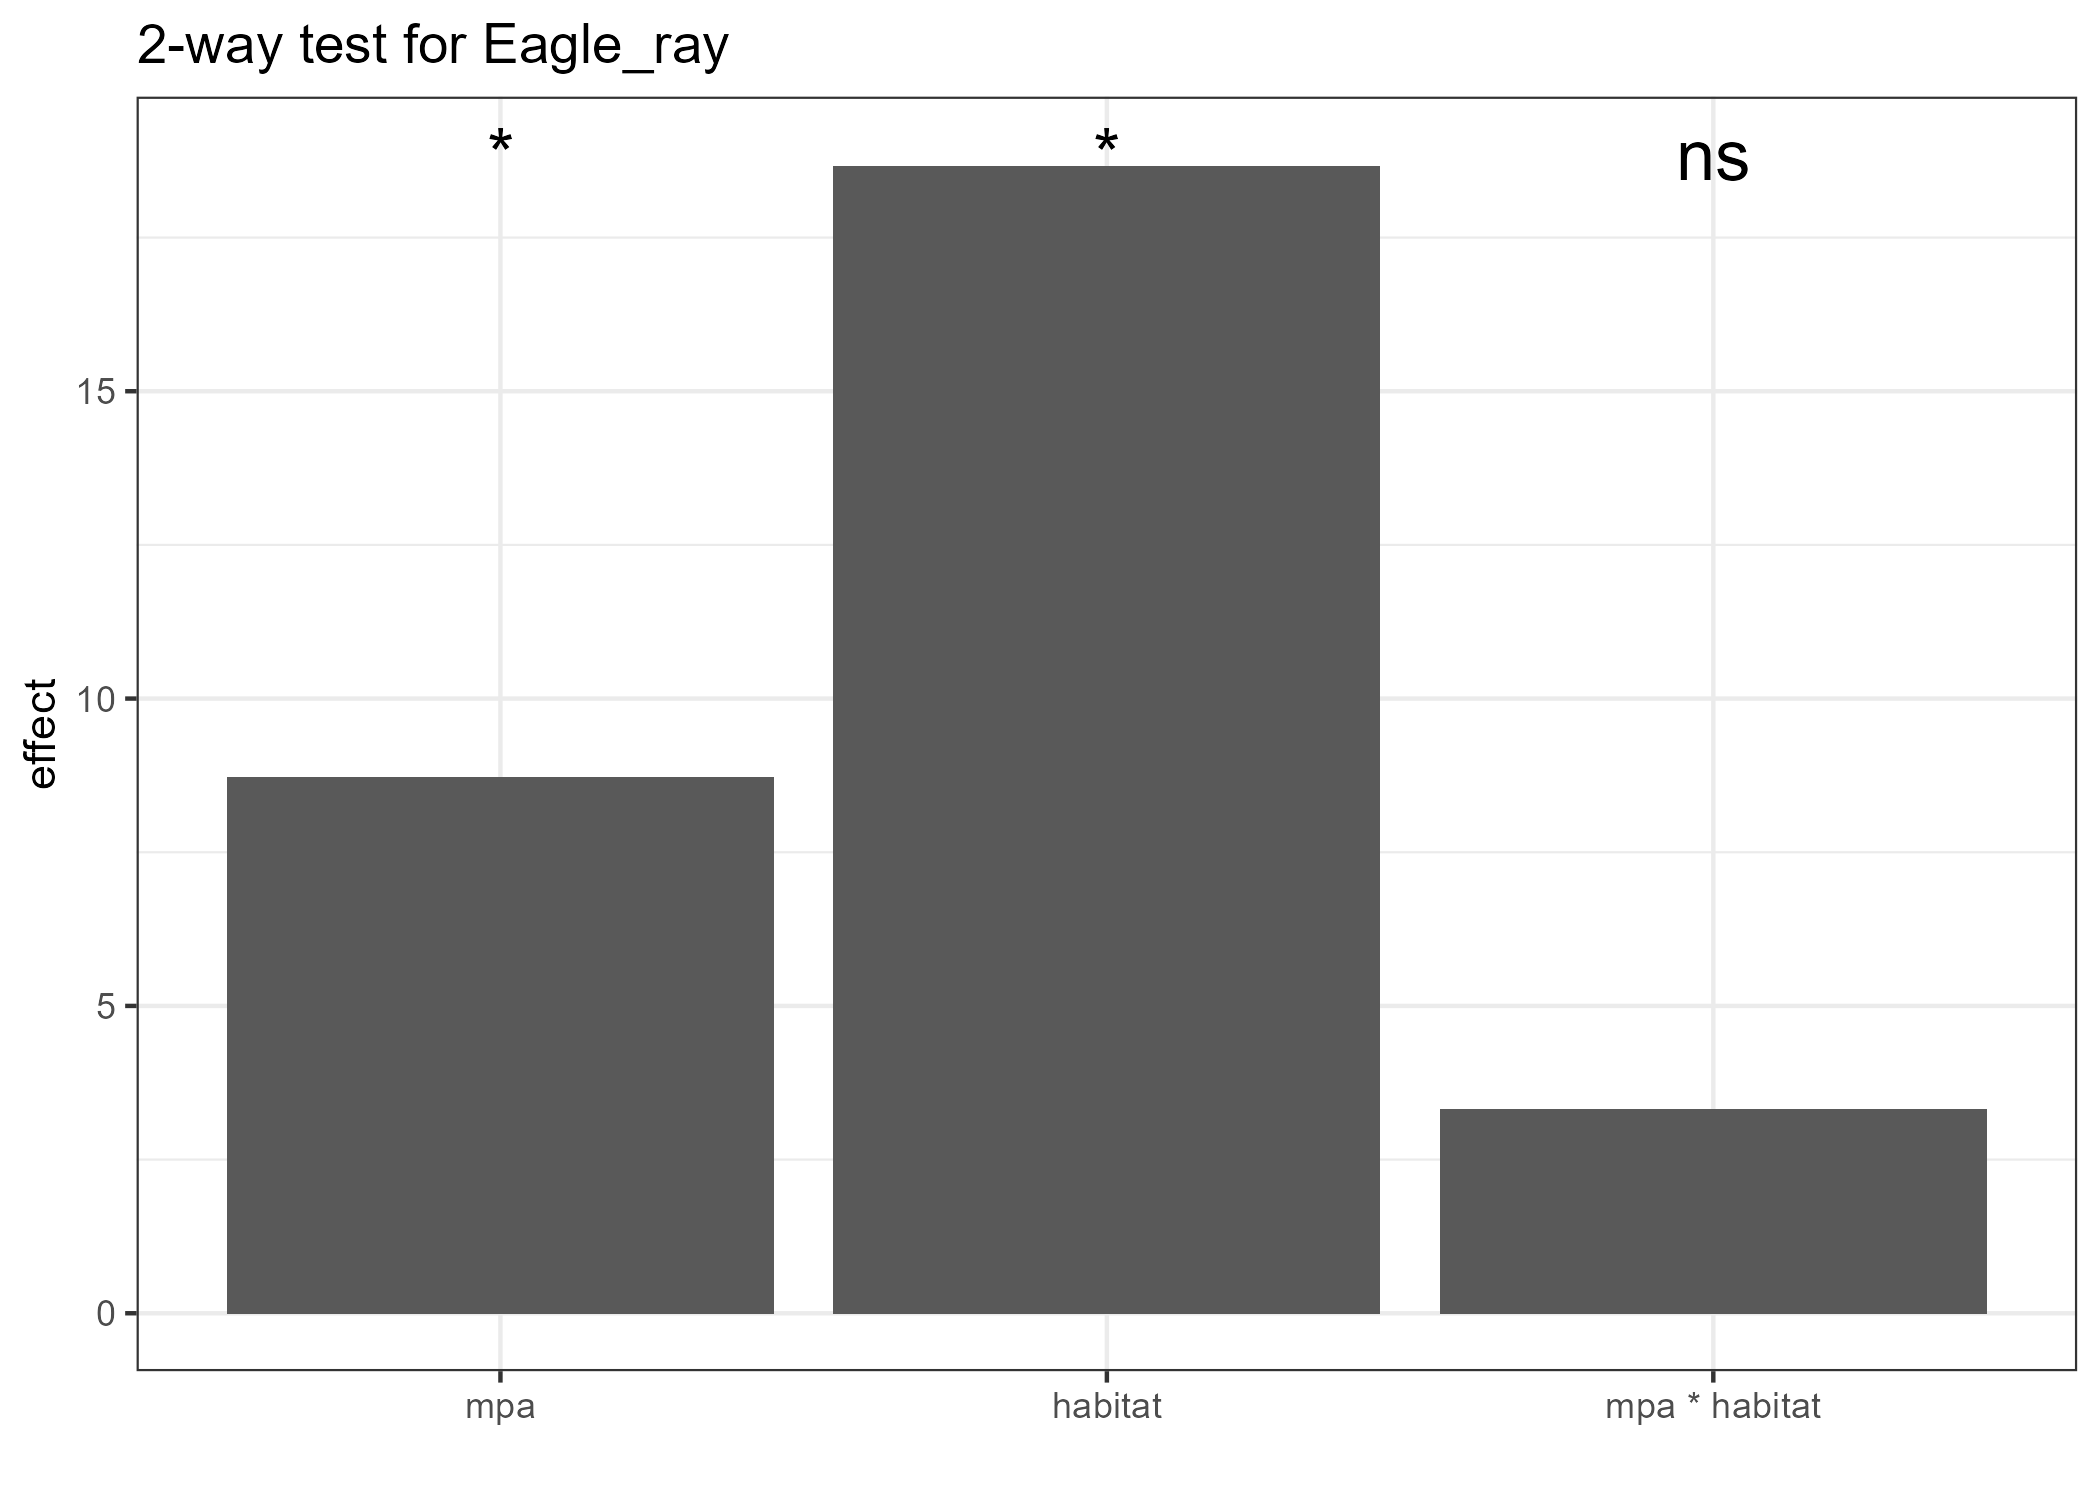 2-way test for Eagle_ray
*
*
ns
effect
15
10
5
0
mpa
habitat
mpa * habitat